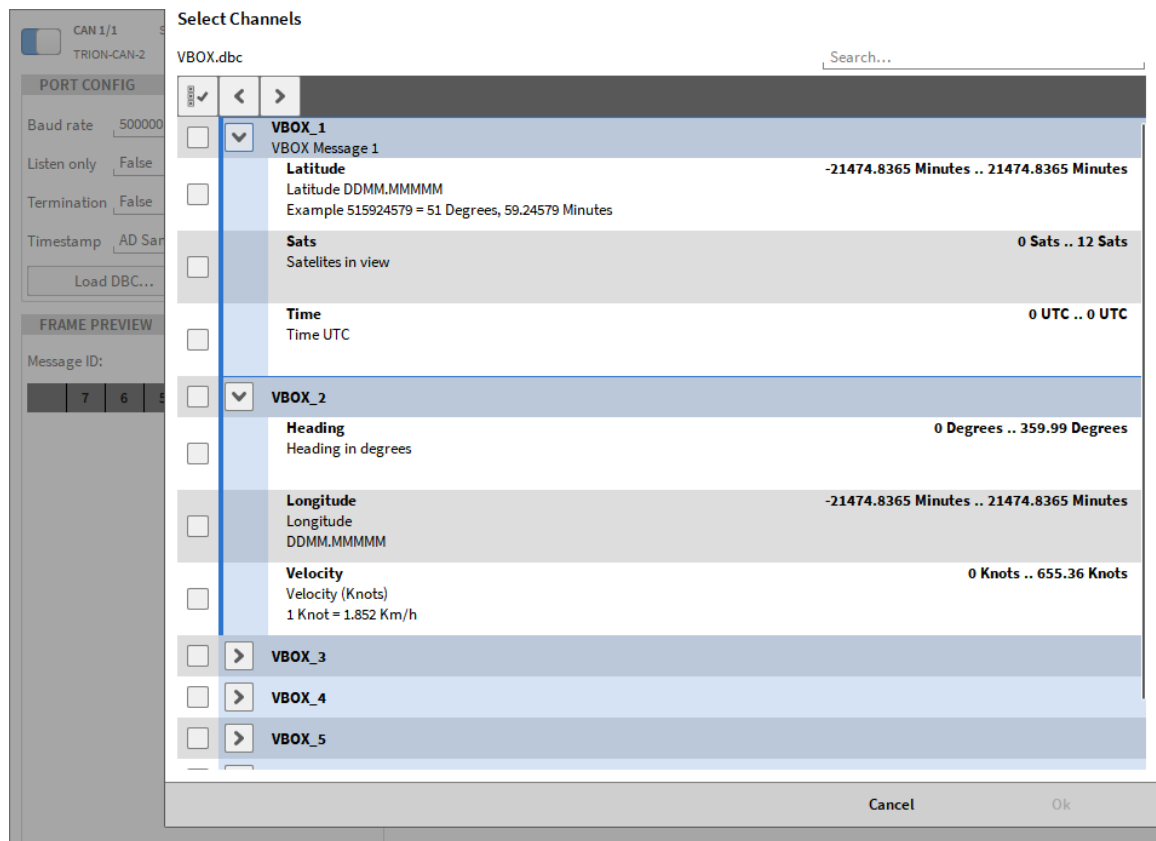 CAN 1/1
TRION-CAN-2
PORT CONFIG
Baud rate 500000
Listen only False
Termination False
Timestamp AD Sar
Load DBC...
FRAME PREVIEW
Message ID:
7 6
Select Channels
VBOX.dbc
Search...
VBOX_1
VBOX Message 1
Latitude -21474.8365 Minutes .. 21474.8365 Minutes
Latitude DDMM.MMMMM
Example 515924579 = 51 Degrees, 59.24579 Minutes
Sats 0 Sats .. 12 Sats
Satelites in view
Time 0 UTC .. 0 UTC
Time UTC
VBOX_2
Heading 0 Degrees .. 359.99 Degrees
Heading in degrees
Longitude -21474.8365 Minutes .. 21474.8365 Minutes
Longitude
DDMM.MMMMM
Velocity 0 Knots .. 655.36 Knots
Velocity (Knots)
1 Knot = 1.852 Km/h
VBOX_3
VBOX_4
VBOX_5
Cancel Ok